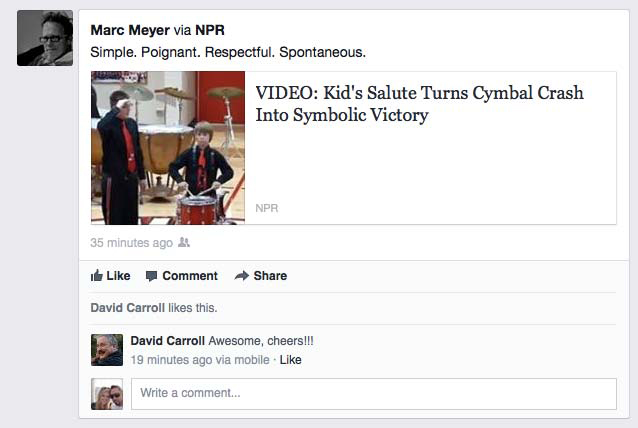 Marc Meyer via NPR
Simple. Poignant. Respectful. Spontaneous.
VIDEO: Kid's Salute Turns Cymbal Crash
Into Symbolic Victory
NPR
35 minutes ago
Like Comment Share
David Carroll likes this.
David Carroll Awesome, cheers!!!
19 minutes ago via mobile · Like
Write a comment...